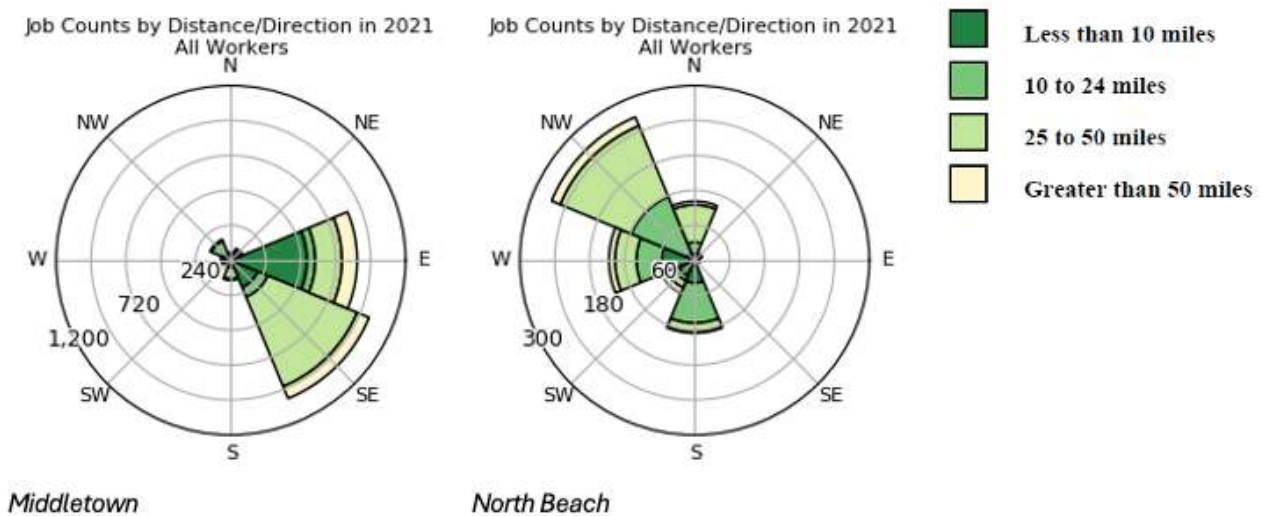 Job Counts by Distance/Direction in 2021
All Workers
N
NW
NE
W
E
240
720
1,200
SW
SE
S
Middletown
Job Counts by Distance/Direction in 2021
All Workers
N
NW
NE
W
E
60
180
300
SW
SE
S
North Beach
Less than 10 miles
10 to 24 miles
25 to 50 miles
Greater than 50 miles